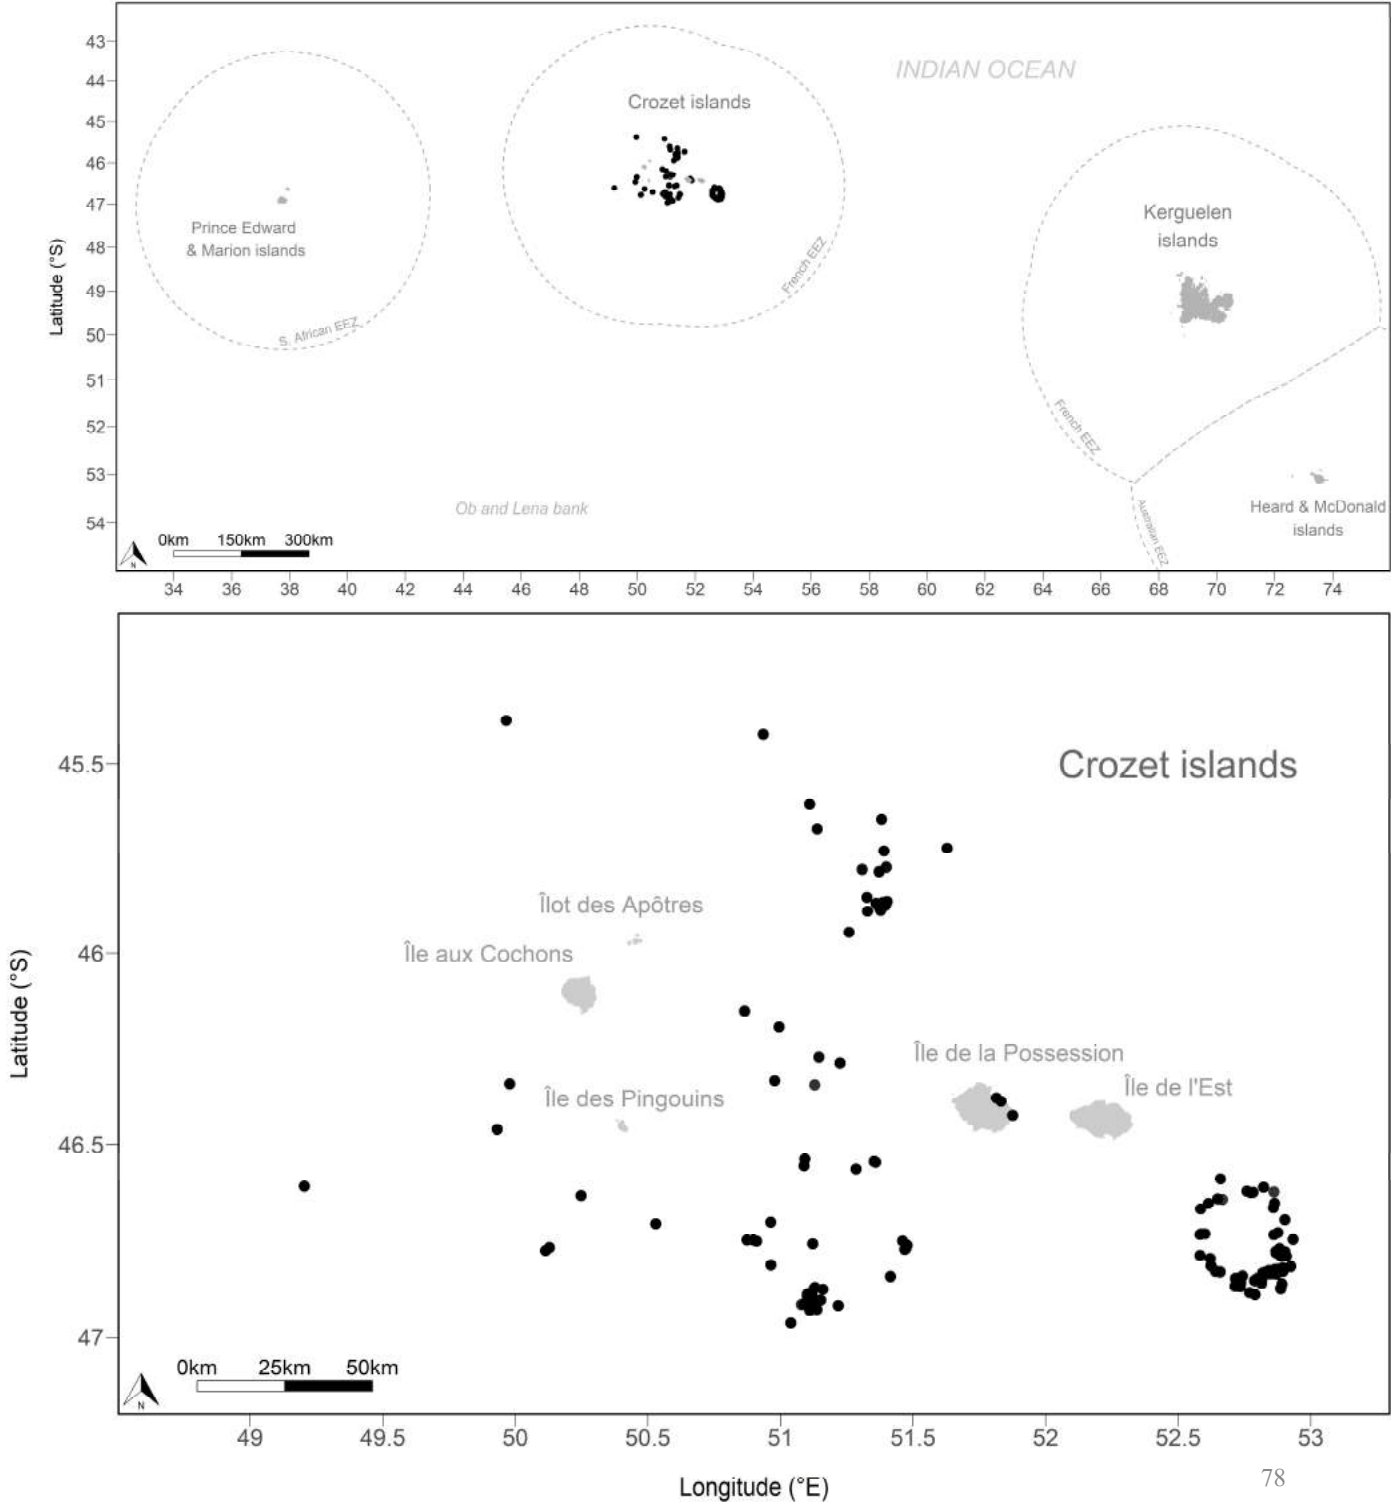 43
44
45
46
47
48
49
50
51
52
53
54
Latitude (°S)
INDIAN OCEAN
Crozet islands
Prince Edward
& Marion islands
S. African EEZ
French EEZ
Kerguelen
islands
French EEZ
Australian EEZ
Heard & McDonald
islands
Ob and Lena bank
0km 150km 300km
N
34 36 38 40 42 44 46 48 50 52 54 56 58 60 62 64 66 68 70 72 74
45.5
46
46.5
47
Latitude (°S)
Crozet islands
Îlot des Apôtres
Île aux Cochons
Île de la Possession
Île de l'Est
Île des Pingouins
0km 25km 50km
N
49 49.5 50 50.5 51 51.5 52 52.5 53
Longitude (°E)
78